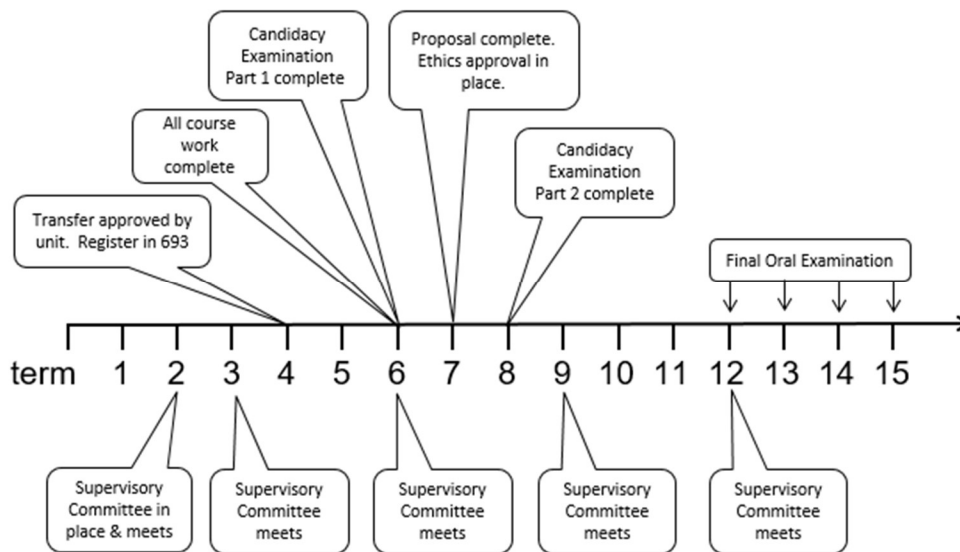 Candidacy
Examination
Part 1 complete
Proposal complete.
Ethics approval in
place.
All course
work
complete
Candidacy
Examination
Part 2 complete
Transfer approved by
unit. Register in 693
Final Oral Examination
term 1 2 3 4 5 6 7 8 9 10 11 12 13 14 15
Supervisory
Committee in
place & meets
Supervisory
Committee
meets
Supervisory
Committee
meets
Supervisory
Committee
meets
Supervisory
Committee
meets